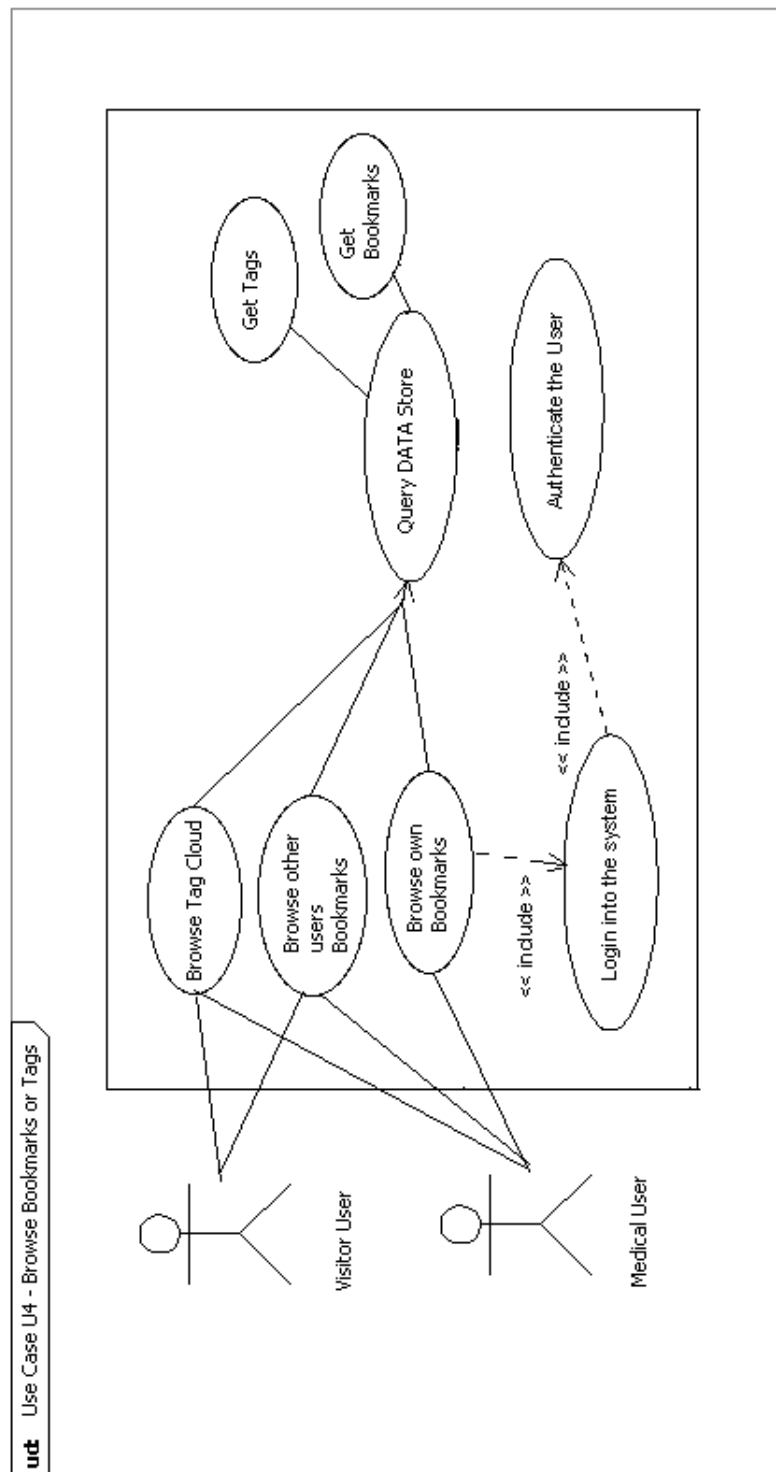 ud: Use Case U4 - Browse Bookmarks or Tags
Visitor User
Medical User
Browse Tag Cloud
Browse other
users
Bookmarks
Browse own
Bookmarks
<< include >>
Login into the system
<< include >>
Authenticate the User
Query DATA Store
Get Tags
Get
Bookmarks